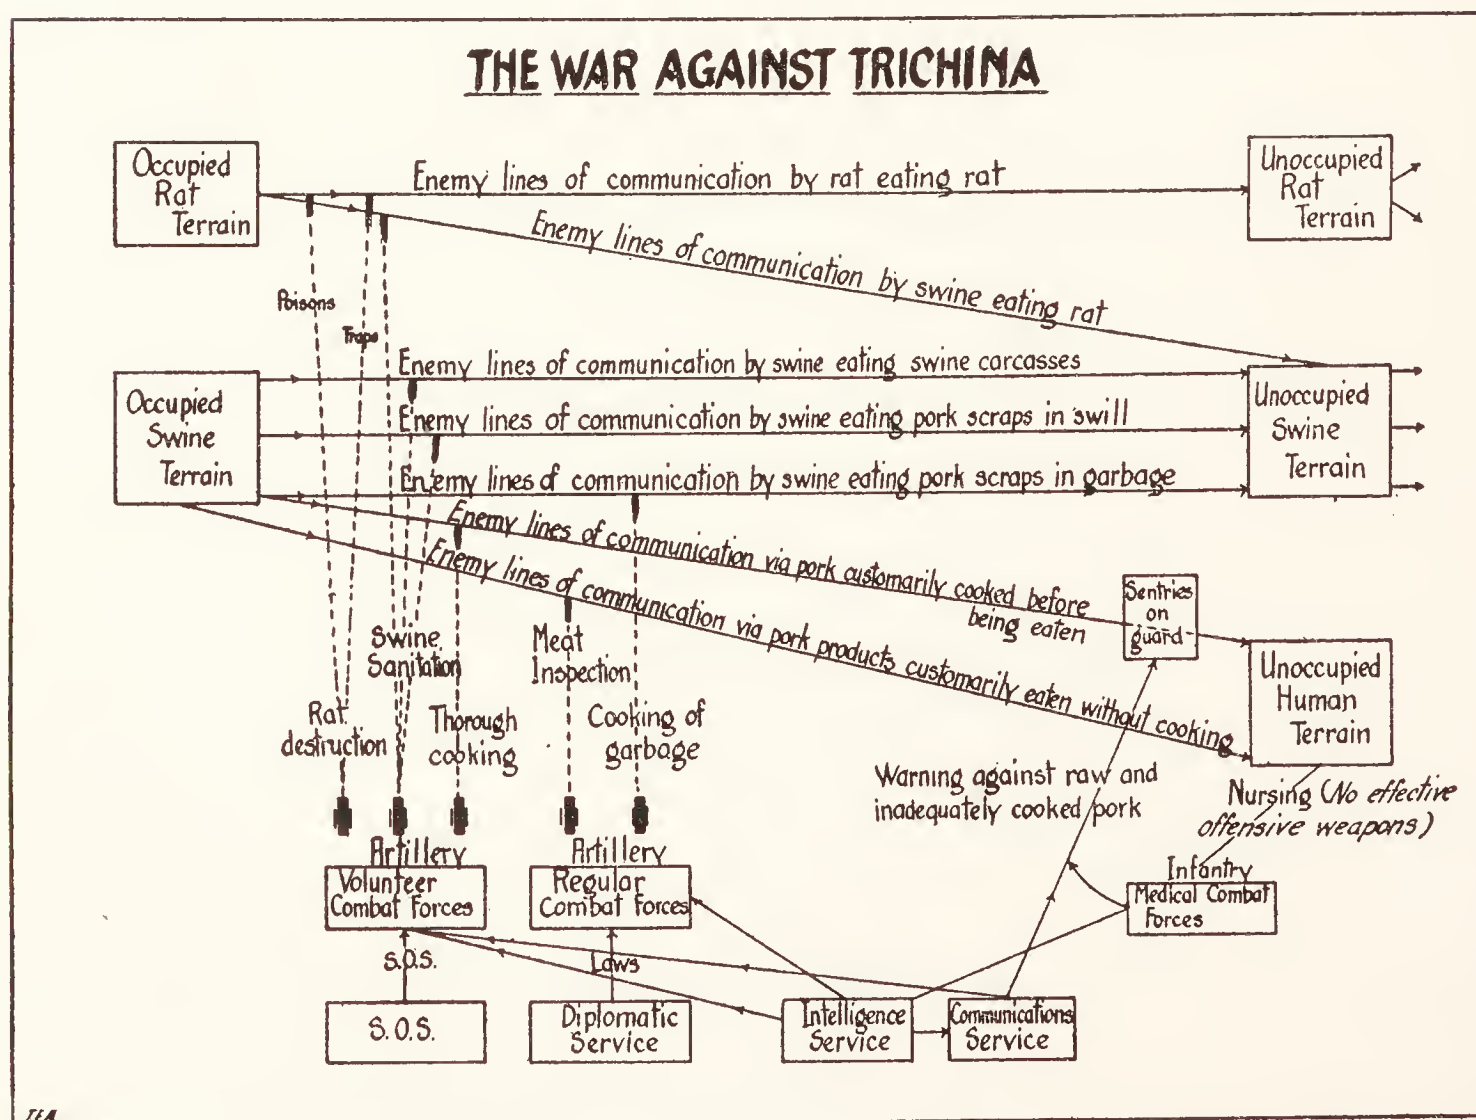 THE WAR AGAINST TRICHINA
Occupied
Rat
Terrain
Enemy lines of communication by rat eating rat
Unoccupied
Rat
Terrain
Enemy lines of communication by swine eating rat
Poisons
Traps
Occupied
Swine
Terrain
Enemy lines of communication by swine eating swine carcasses
Enemy lines of communication by swine eating pork scraps in swill
Enemy lines of communication by swine eating pork scraps in garbage
Unoccupied
Swine
Terrain
Enemy lines of communication via pork customarily cooked before
being eaten
Enemy lines of communication via pork products customarily eaten without cooking
Sentries
on
guard
Unoccupied
Human
Terrain
Swine
Sanitation
Meat
Inspection
Rat
destruction
Thorough
cooking
Cooking of
garbage
Warning against raw and
inadequately cooked pork
Nursing (No effective
offensive weapons)
Artillery
Volunteer
Combat Forces
Artillery
Regular
Combat Forces
Infantry
Medical Combat
Forces
S.O.S.
Laws
S.O.S.
Diplomatic
Service
Intelligence
Service
Communications
Service